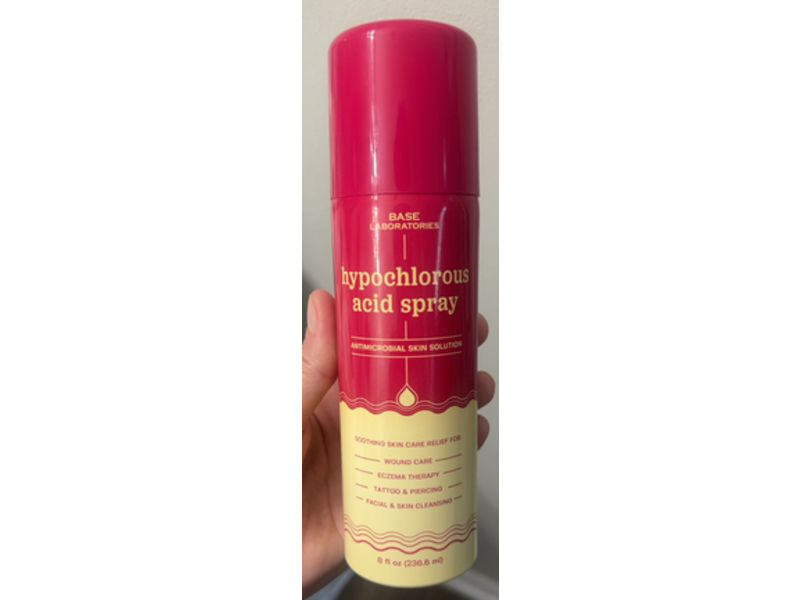 BASE
LABORATORIES
hypochlorous
acid spray
ANTIMICROBIAL SKIN SOLUTION
SOOTHING SKIN CARE RELIEF FOR
WOUND CARE
ECZEMA THERAPY
TATTOO & PIERCING
FACIAL & SKIN CLEANSING
8 fl oz (236.6 ml)